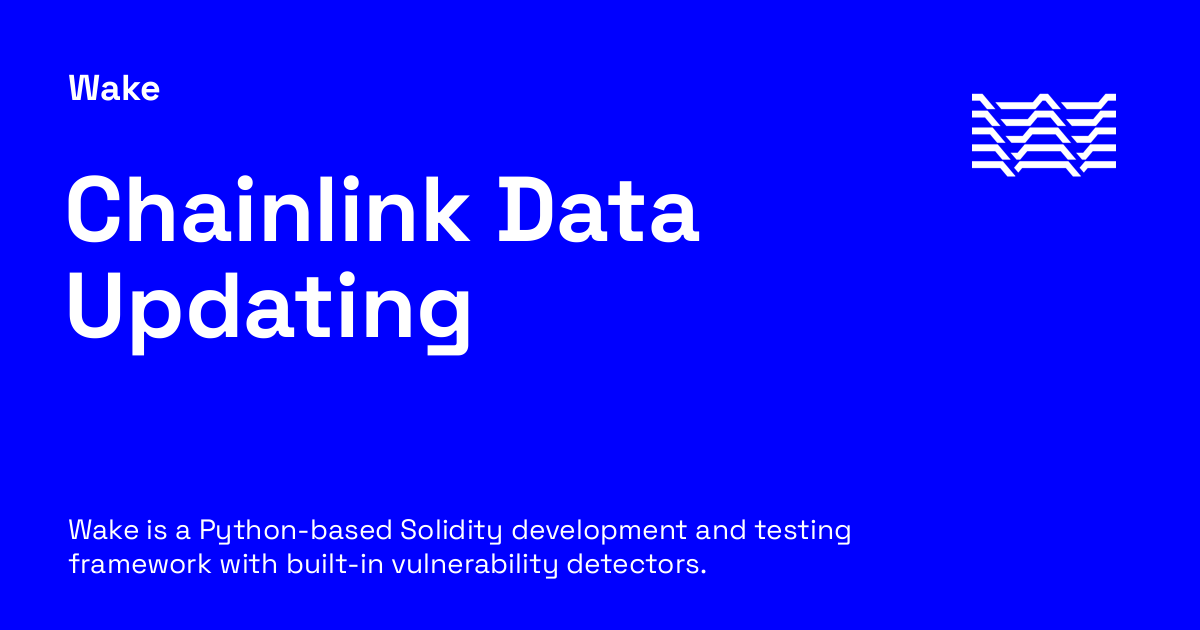 Wake
Chainlink Data
Updating
Wake is a Python-based Solidity development and testing
framework with built-in vulnerability detectors.